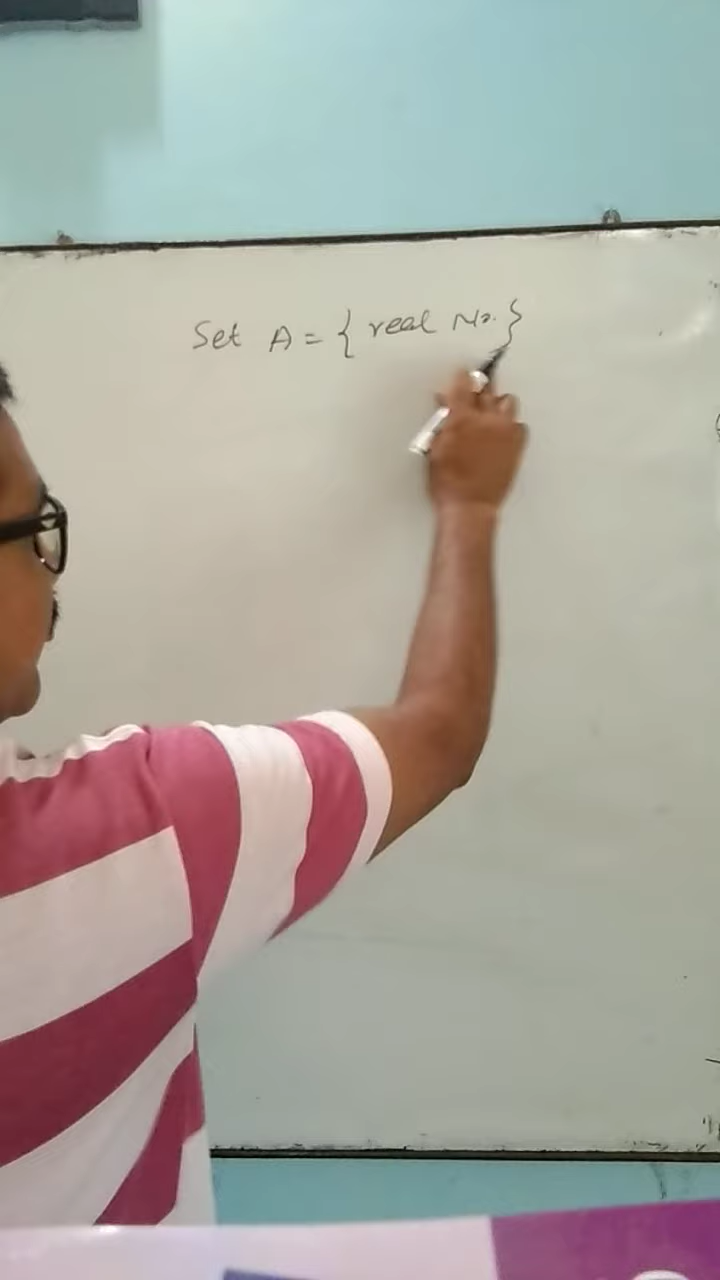 Set A = { real No. }